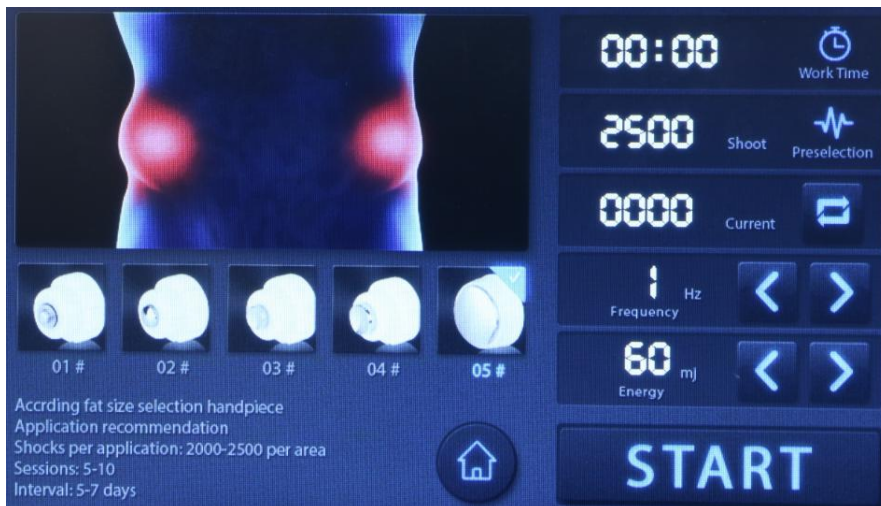 00:00
Work Time
2500 Shoot
Preselection
0000 Current
1 Hz
Frequency
60 mj
Energy
START
01 #
02 #
03 #
04 #
05 #
Accrding fat size selection handpiece
Application recommendation
Shocks per application: 2000-2500 per area
Sessions: 5-10
Interval: 5-7 days